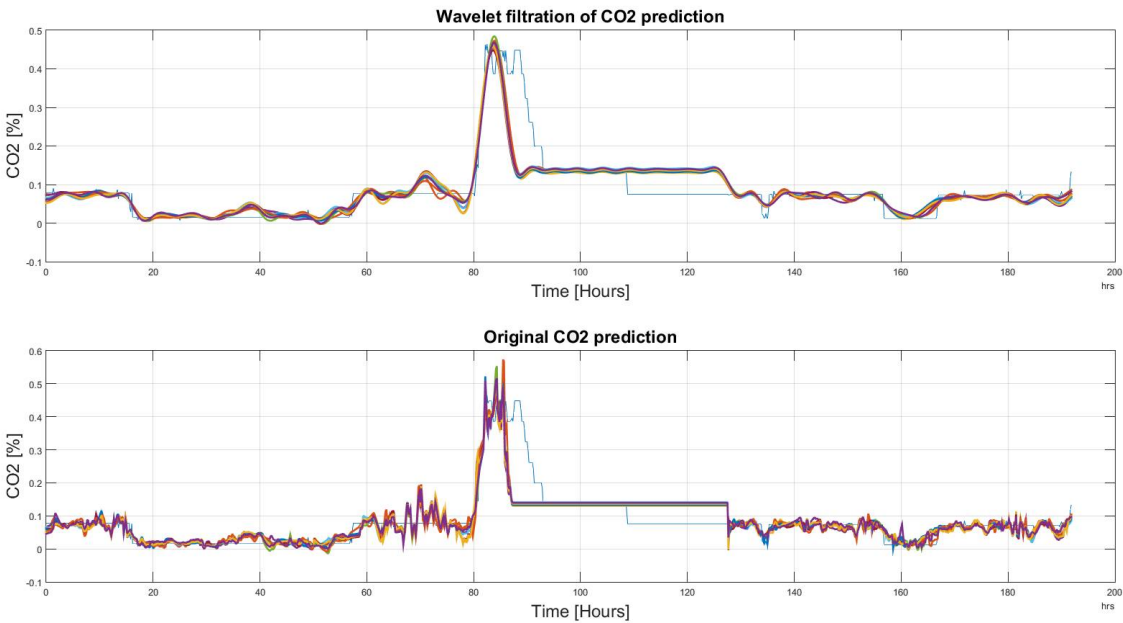 Wavelet filtration of CO2 prediction
0.5
0.4
0.3
0.2
0.1
0
-0.1
CO2 [%]
0 20 40 60 80 100 120 140 160 180 200
Time [Hours]
hrs
Original CO2 prediction
0.6
0.5
0.4
0.3
0.2
0.1
0
-0.1
CO2 [%]
0 20 40 60 80 100 120 140 160 180 200
Time [Hours]
hrs